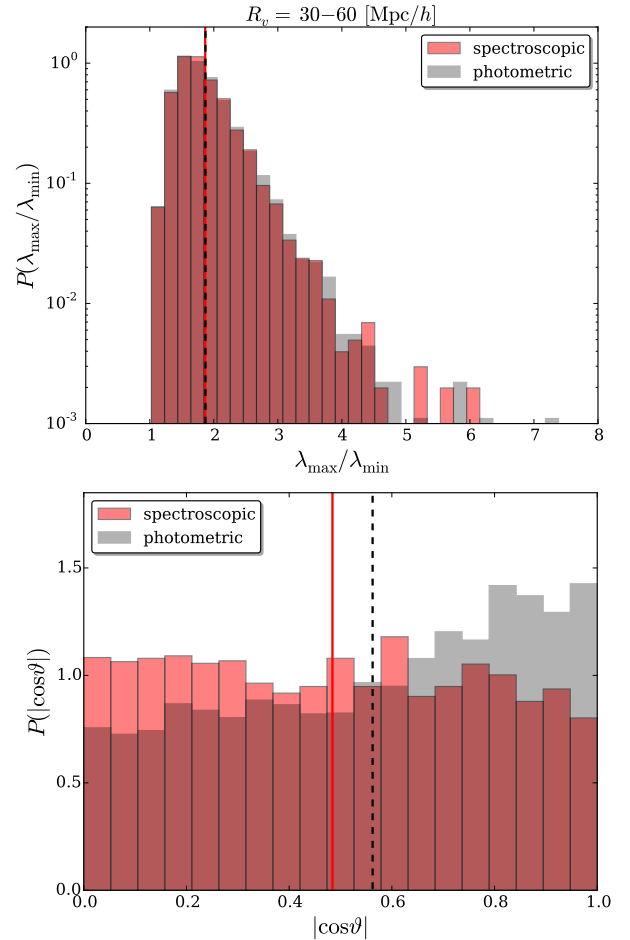 R_v = 30–60 [Mpc/h]
spectroscopic
photometric
10^0
10^-1
10^-2
10^-3
P(λ_max/λ_min)
0 1 2 3 4 5 6 7 8
λ_max/λ_min
spectroscopic
photometric
1.5
1.0
0.5
0.0
P(|cosϑ|)
0.0 0.2 0.4 0.6 0.8 1.0
|cosϑ|